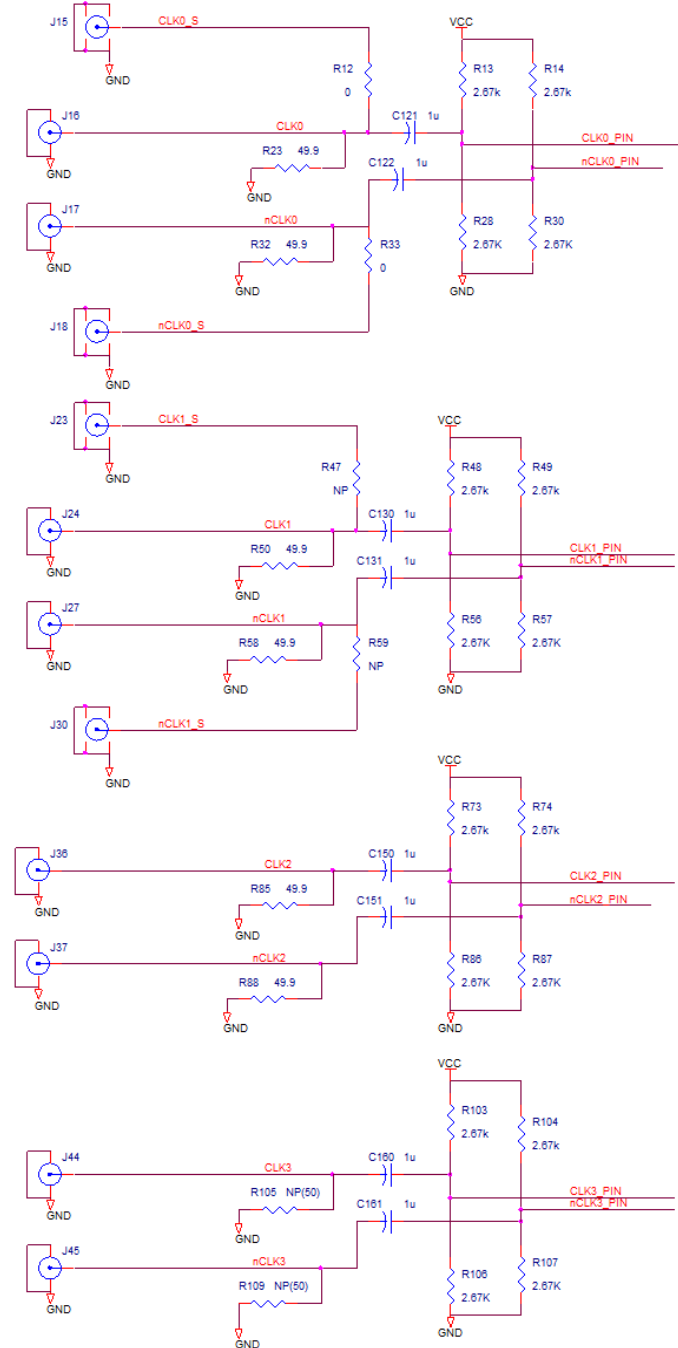 J15 CLK0_S VCC
GND
R12 0
R13 2.67k
R14 2.67k
J16 CLK0 C121 1u
GND
R23 49.9
GND
C122 1u
CLK0_PIN
nCLK0_PIN
J17 nCLK0
GND
R32 49.9
GND
R33 0
R28 2.67K
R30 2.67K
GND
J18 nCLK0_S
GND
J23 CLK1_S VCC
GND
R47 NP
R48 2.67k
R49 2.67k
J24 CLK1 C130 1u
GND
R50 49.9
GND
C131 1u
CLK1_PIN
nCLK1_PIN
J27 nCLK1
GND
R58 49.9
GND
R59 NP
R56 2.67K
R57 2.67K
GND
J30 nCLK1_S
GND
VCC
R73 2.67k
R74 2.67k
J36 CLK2 C150 1u
GND
R85 49.9
GND
C151 1u
CLK2_PIN
nCLK2_PIN
J37 nCLK2
GND
R88 49.9
GND
R86 2.67K
R87 2.67K
GND
VCC
R103 2.67k
R104 2.67k
J44 CLK3 C160 1u
GND
R105 NP(50)
GND
C161 1u
CLK3_PIN
nCLK3_PIN
J45 nCLK3
GND
R109 NP(50)
GND
R106 2.67K
R107 2.67K
GND